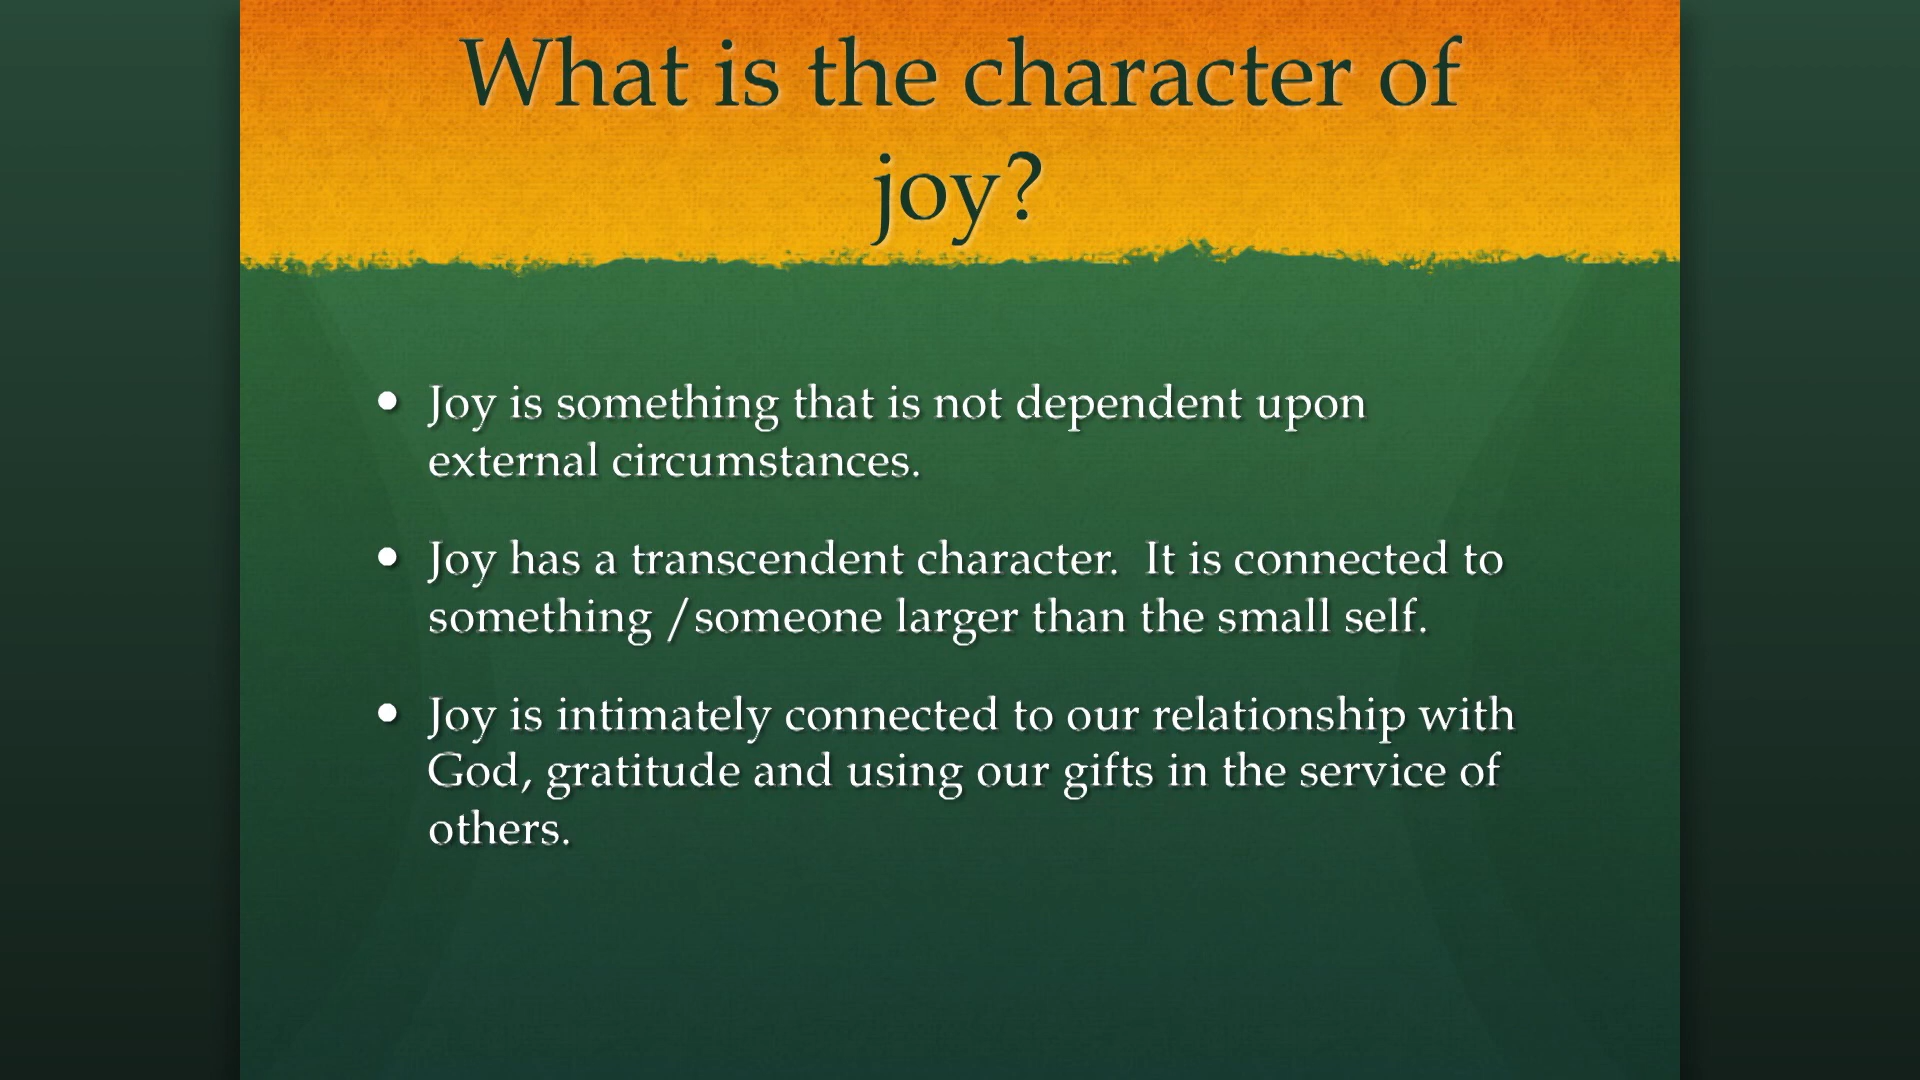 What is the character of
joy?
• Joy is something that is not dependent upon
external circumstances.
• Joy has a transcendent character.  It is connected to
something /someone larger than the small self.
• Joy is intimately connected to our relationship with
God, gratitude and using our gifts in the service of
others.